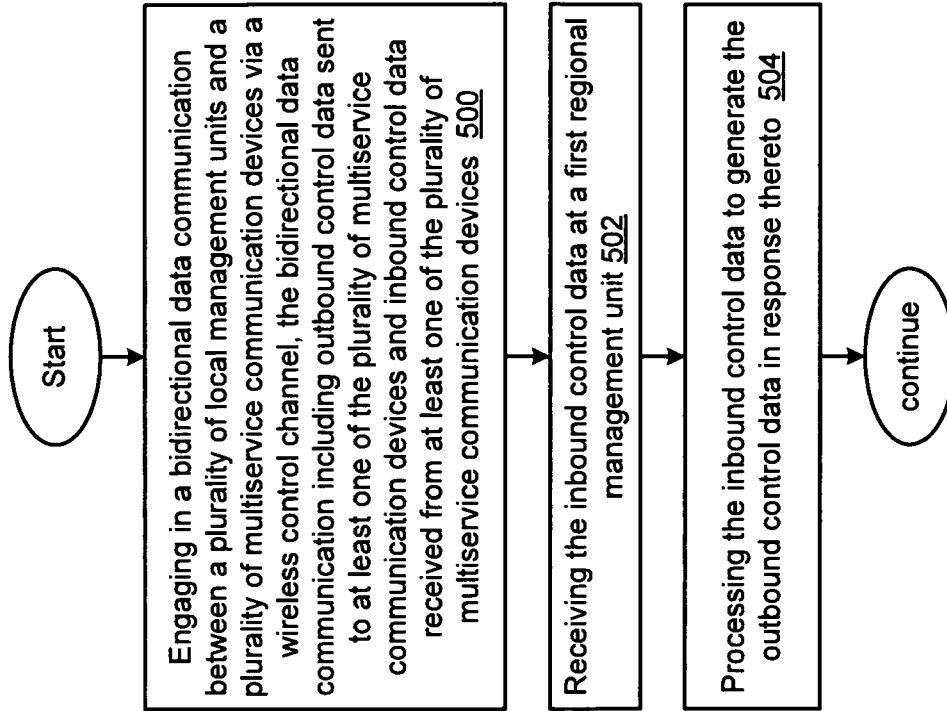 Start
Engaging in a bidirectional data communication
between a plurality of local management units and a
plurality of multiservice communication devices via a
wireless control channel, the bidirectional data
communication including outbound control data sent
to at least one of the plurality of multiservice
communication devices and inbound control data
received from at least one of the plurality of
multiservice communication devices 500
Receiving the inbound control data at a first regional
management unit 502
Processing the inbound control data to generate the
outbound control data in response thereto 504
continue